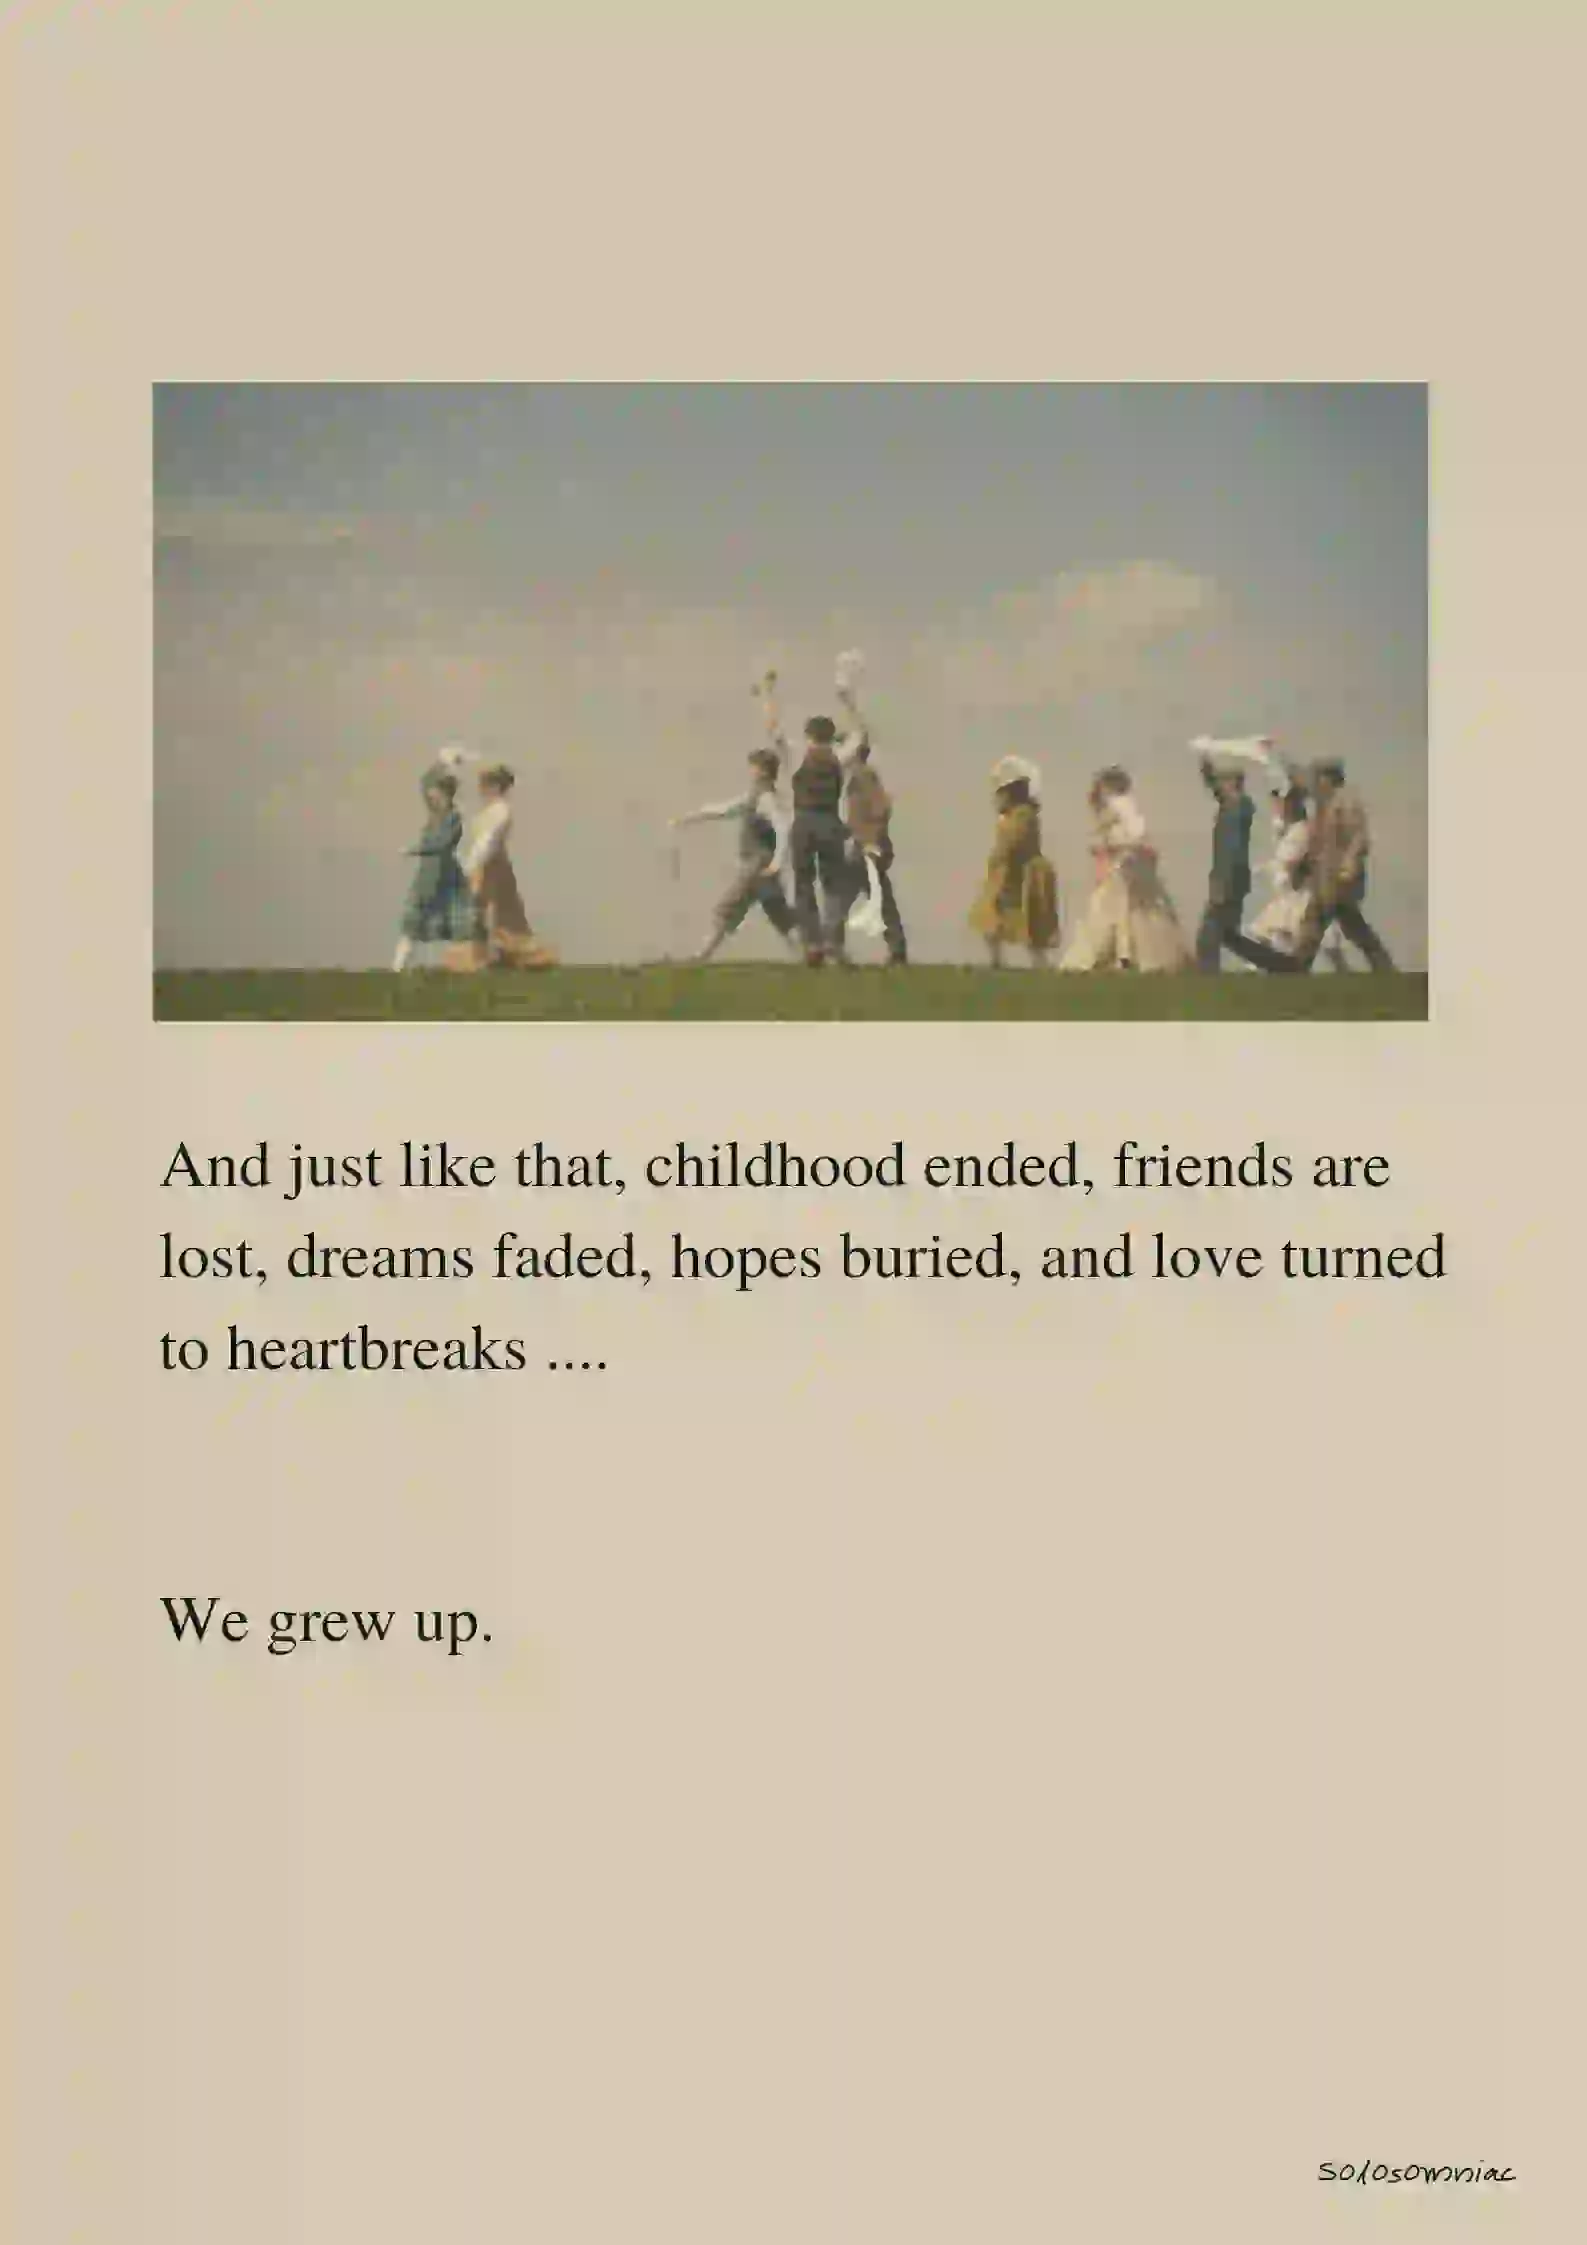 And just like that, childhood ended, friends are
lost, dreams faded, hopes buried, and love turned
to heartbreaks ....
We grew up.
solosomniac